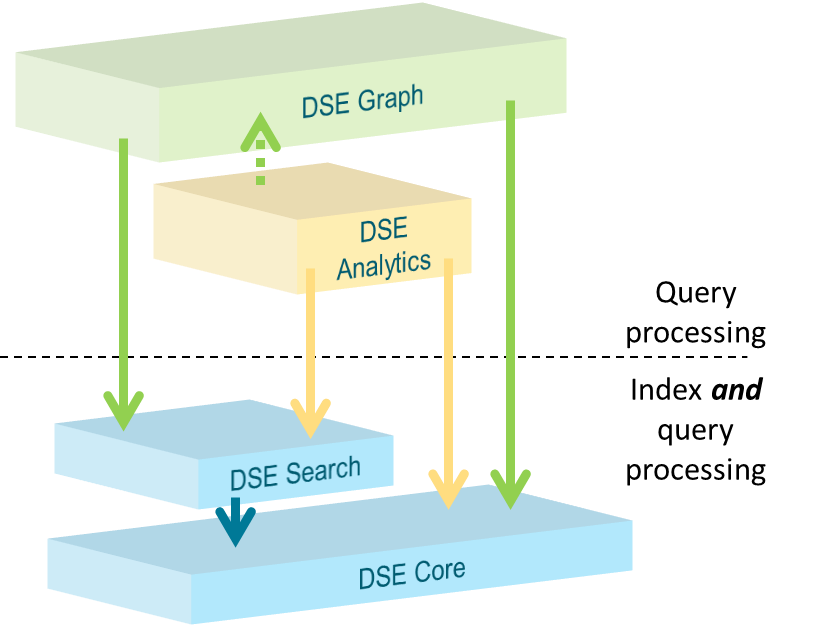 DSE Graph
DSE
Analytics
Query
processing
Index and
query
processing
DSE Search
DSE Core